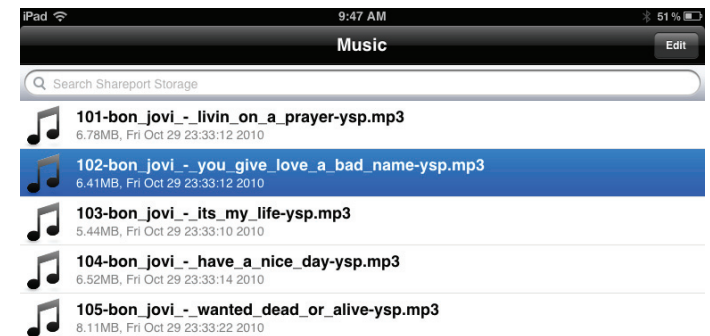 iPad 9:47 AM 51 %
Music
Edit
Search Shareport Storage
101-bon_jovi_-_livin_on_a_prayer-ysp.mp3
6.78MB, Fri Oct 29 23:33:12 2010
102-bon_jovi_-_you_give_love_a_bad_name-ysp.mp3
6.41MB, Fri Oct 29 23:33:12 2010
103-bon_jovi_-_its_my_life-ysp.mp3
5.44MB, Fri Oct 29 23:33:10 2010
104-bon_jovi_-_have_a_nice_day-ysp.mp3
6.52MB, Fri Oct 29 23:33:14 2010
105-bon_jovi_-_wanted_dead_or_alive-ysp.mp3
8.11MB, Fri Oct 29 23:33:22 2010